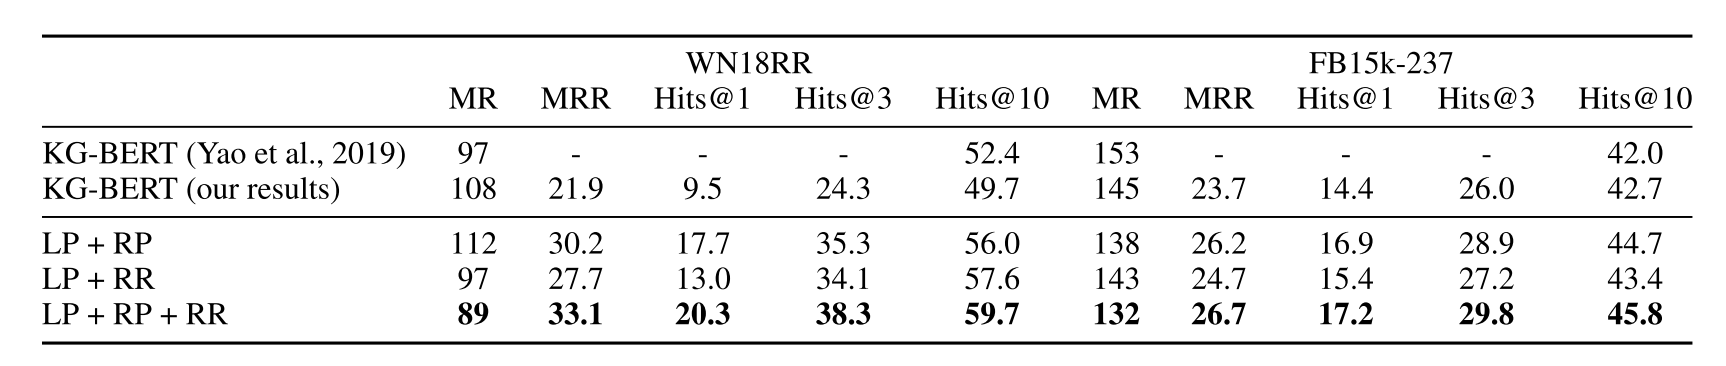 WN18RR FB15k-237
MR MRR Hits@1 Hits@3 Hits@10 MR MRR Hits@1 Hits@3 Hits@10
KG-BERT (Yao et al., 2019) 97 - - - 52.4 153 - - - 42.0
KG-BERT (our results) 108 21.9 9.5 24.3 49.7 145 23.7 14.4 26.0 42.7
LP + RP 112 30.2 17.7 35.3 56.0 138 26.2 16.9 28.9 44.7
LP + RR 97 27.7 13.0 34.1 57.6 143 24.7 15.4 27.2 43.4
LP + RP + RR 89 33.1 20.3 38.3 59.7 132 26.7 17.2 29.8 45.8